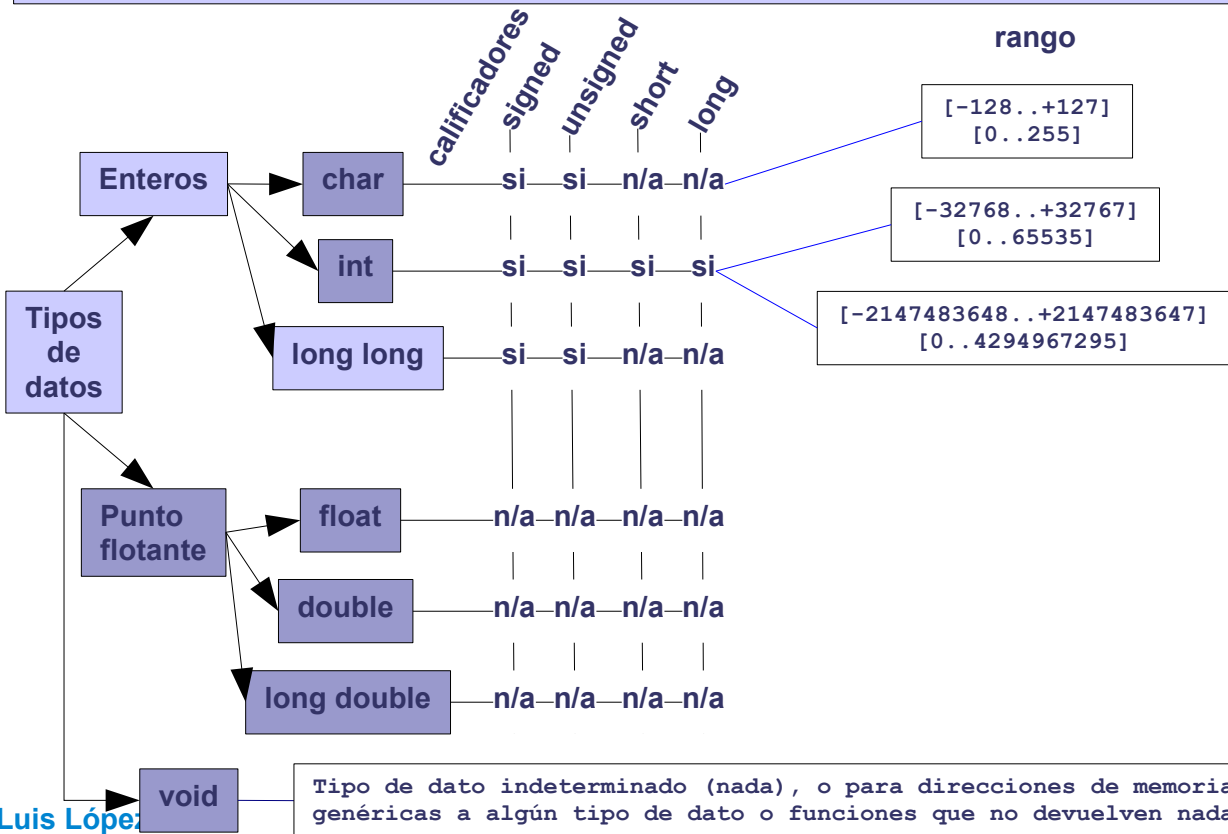 calificadores
signed
unsigned
short
long
rango
[-128..+127]
[0..255]
Enteros
char
si si n/a n/a
[-32768..+32767]
[0..65535]
int
si si si si
Tipos
de
datos
[-2147483648..+2147483647]
[0..4294967295]
long long
si si n/a n/a
Punto
flotante
float
n/a n/a n/a n/a
double
n/a n/a n/a n/a
long double
n/a n/a n/a n/a
void
Tipo de dato indeterminado (nada), o para direcciones de memoria
genéricas a algún tipo de dato o funciones que no devuelven nada
Luis López